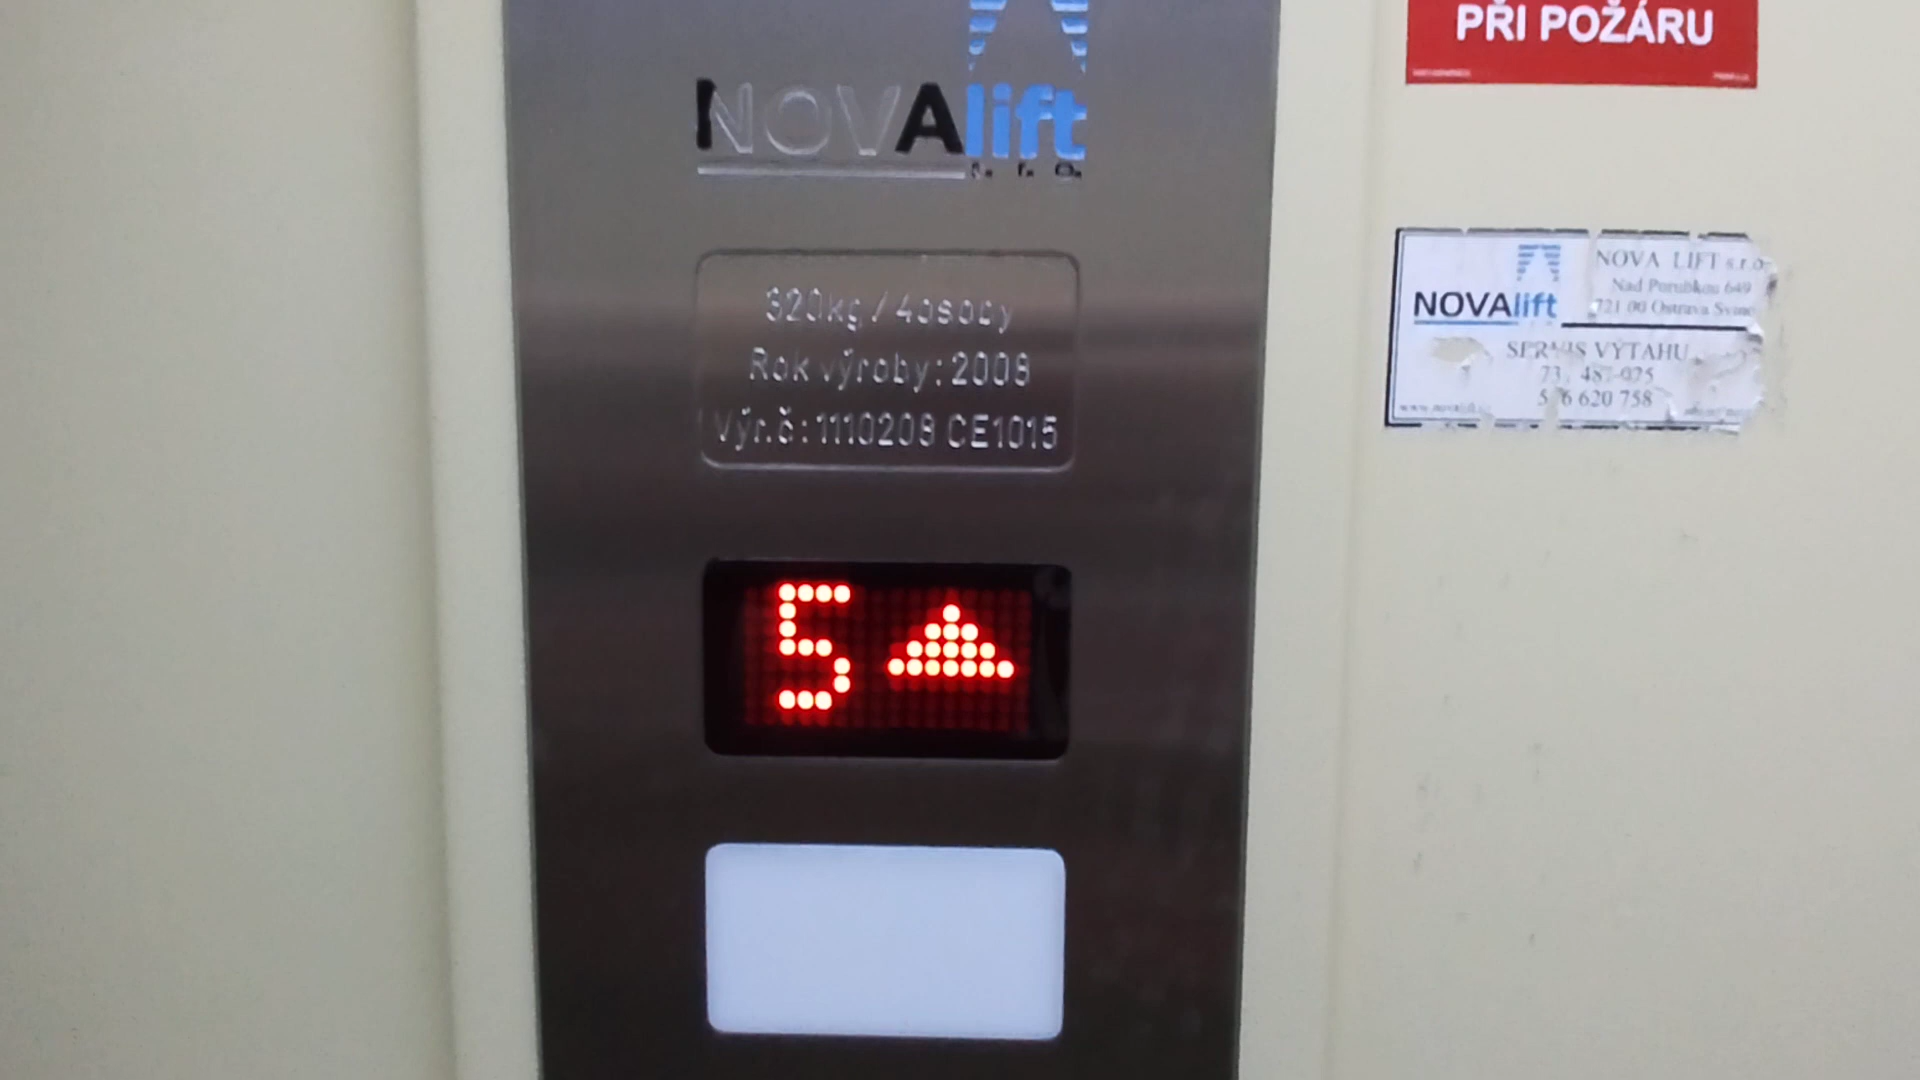 PŘI POŽÁRU
NOVAlift
s. r. o.
320kg / 4osoby
Rok výroby: 2008
Výr.č.: 1110208 CE1015
5
NOVAlift
NOVA LIFT s.r.o
Nad Porubkou 649
721 00 Ostrava
SERVIS VÝTAHU
620 758